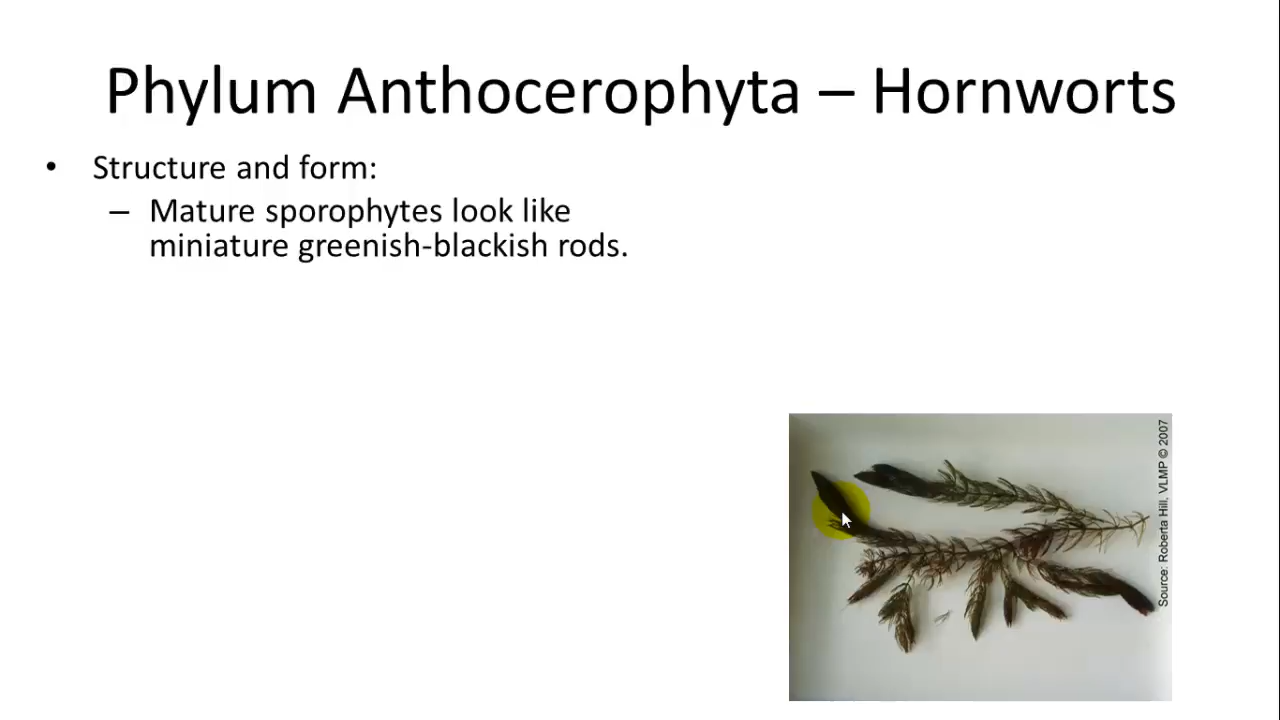 Phylum Anthocerophyta – Hornworts
• Structure and form:
– Mature sporophytes look like
miniature greenish-blackish rods.
Source: Roberta Hill, VLMP © 2007